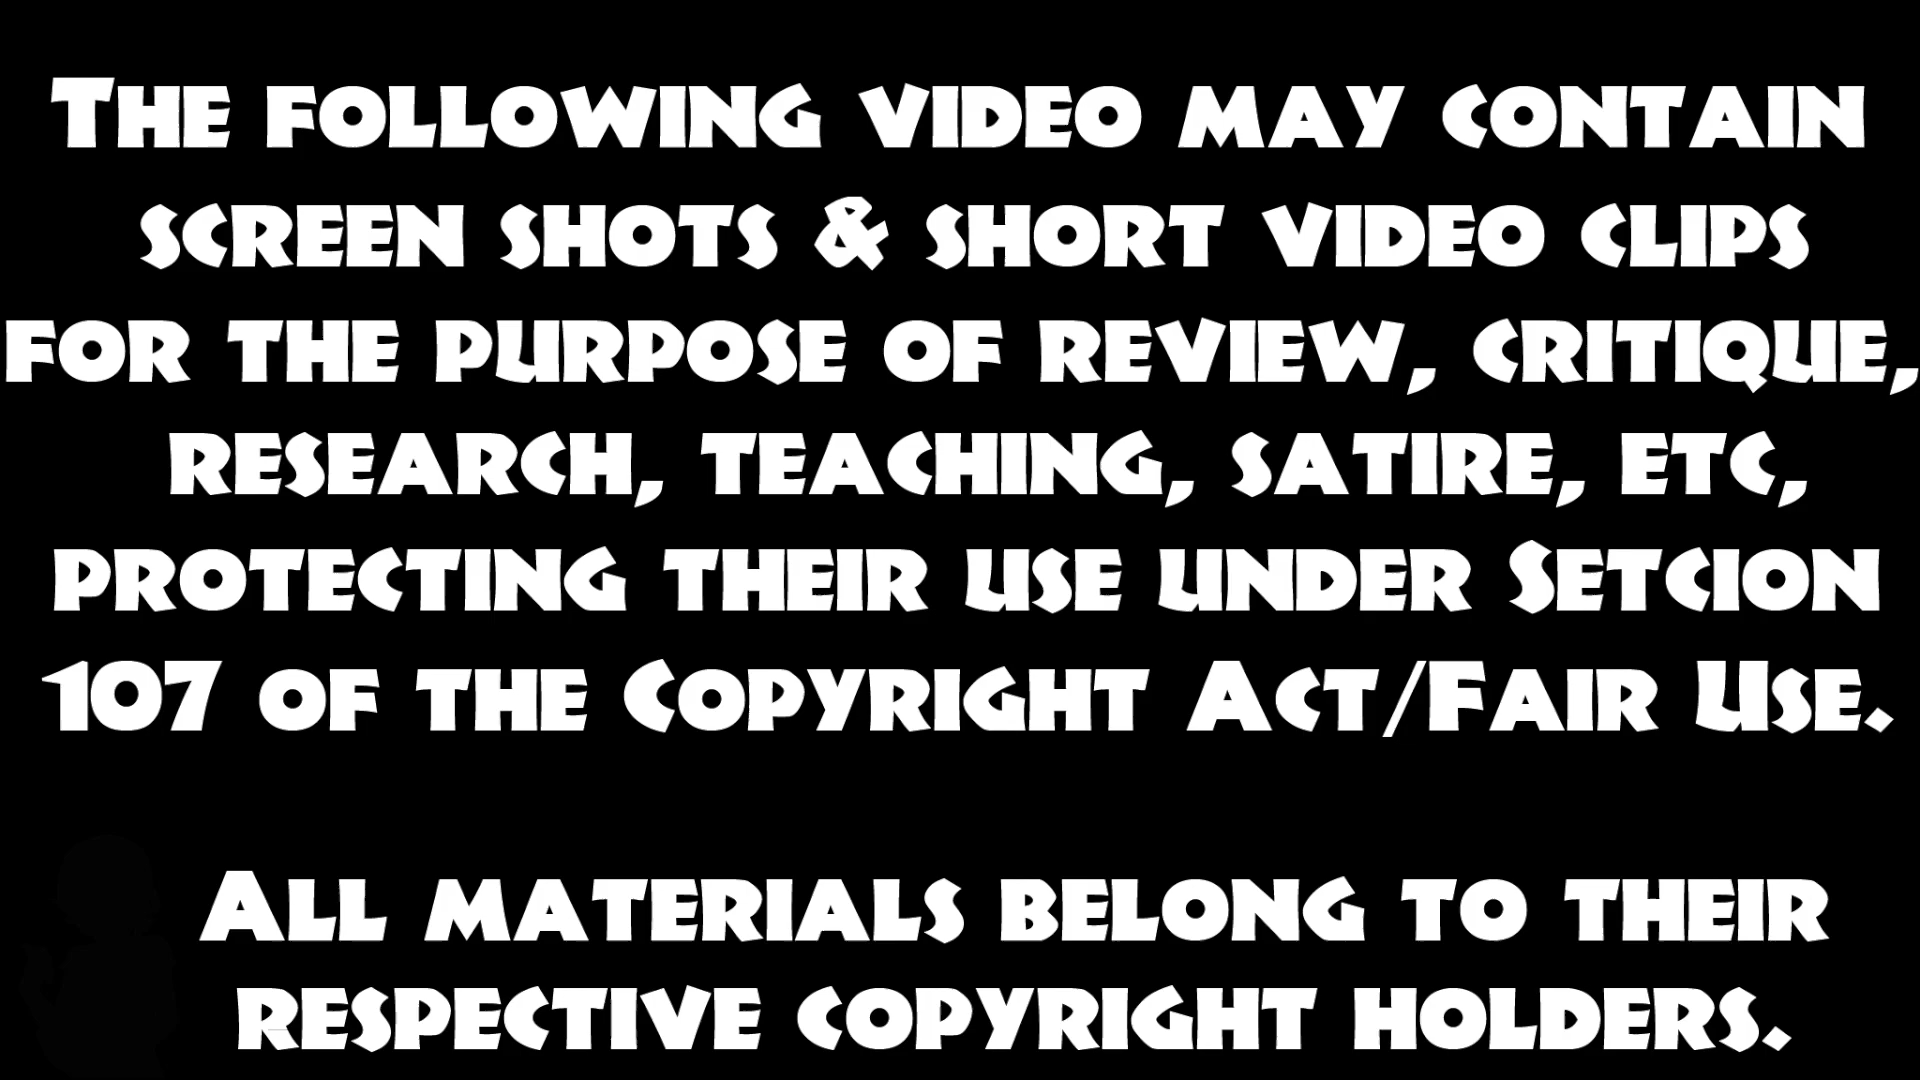 The following video may contain
screen shots & short video clips
for the purpose of review, critique,
research, teaching, satire, etc,
protecting their use under Setcion
107 of the Copyright Act/Fair Use.
All materials belong to their
respective copyright holders.